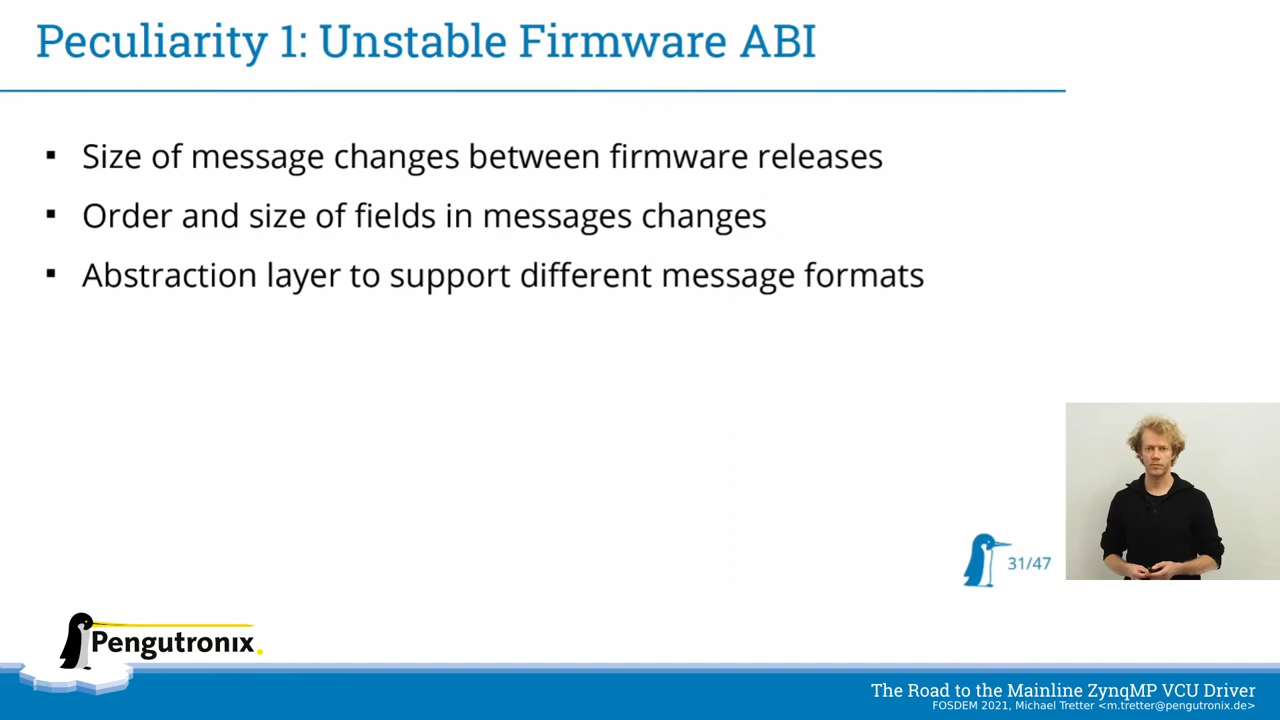 Peculiarity 1: Unstable Firmware ABI
Size of message changes between firmware releases
Order and size of fields in messages changes
Abstraction layer to support different message formats
31/47
Pengutronix.
The Road to the Mainline ZynqMP VCU Driver
FOSDEM 2021, Michael Tretter <m.tretter@pengutronix.de>